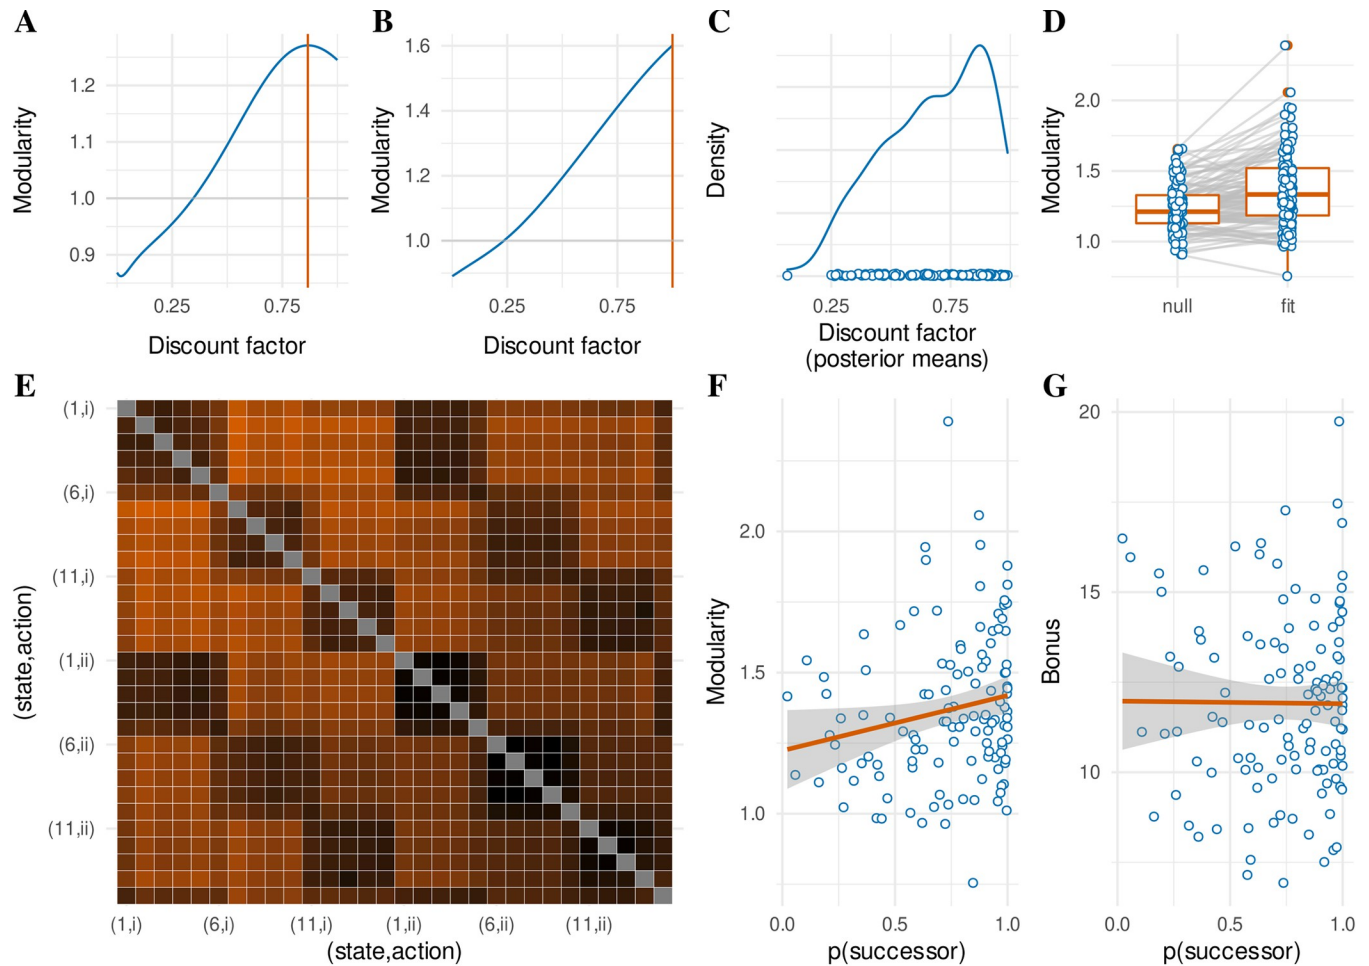 A
B
C
D
Modularity
1.2
1.1
1.0
0.9
0.25
0.75
Discount factor
Modularity
1.6
1.4
1.2
1.0
0.25
0.75
Discount factor
Density
0.25
0.75
Discount factor
(posterior means)
Modularity
2.0
1.5
1.0
null
fit
E
F
G
(state,action)
(1,i)
(6,i)
(11,i)
(1,ii)
(6,ii)
(11,ii)
(1,i)
(6,i)
(11,i)
(1,ii)
(6,ii)
(11,ii)
(state,action)
Modularity
2.0
1.5
1.0
0.0
0.5
1.0
p(successor)
Bonus
20
15
10
0.0
0.5
1.0
p(successor)